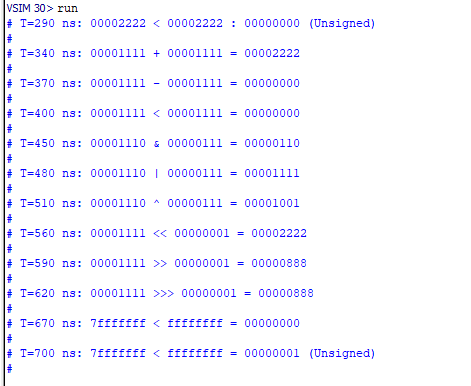 VSIM 30> run
# T=290 ns: 00002222 < 00002222 : 00000000 (Unsigned)
#
# T=340 ns: 00001111 + 00001111 = 00002222
#
# T=370 ns: 00001111 - 00001111 = 00000000
#
# T=400 ns: 00001111 < 00001111 = 00000000
#
# T=450 ns: 00001110 & 00000111 = 00000110
#
# T=480 ns: 00001110 | 00000111 = 00001111
#
# T=510 ns: 00001110 ^ 00000111 = 00001001
#
# T=560 ns: 00001111 << 00000001 = 00002222
#
# T=590 ns: 00001111 >> 00000001 = 00000888
#
# T=620 ns: 00001111 >>> 00000001 = 00000888
#
# T=670 ns: 7fffffff < ffffffff = 00000000
#
# T=700 ns: 7fffffff < ffffffff = 00000001 (Unsigned)
#